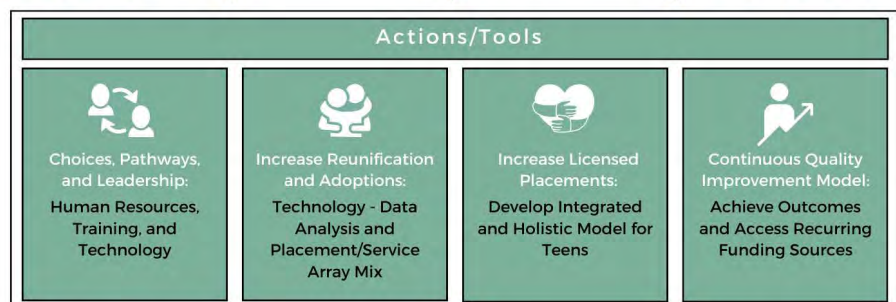 Actions/Tools
Choices, Pathways,
and Leadership:
Human Resources,
Training, and
Technology
Increase Reunification
and Adoptions:
Technology - Data
Analysis and
Placement/Service
Array Mix
Increase Licensed
Placements:
Develop Integrated
and Holistic Model for
Teens
Continuous Quality
Improvement Model:
Achieve Outcomes
and Access Recurring
Funding Sources